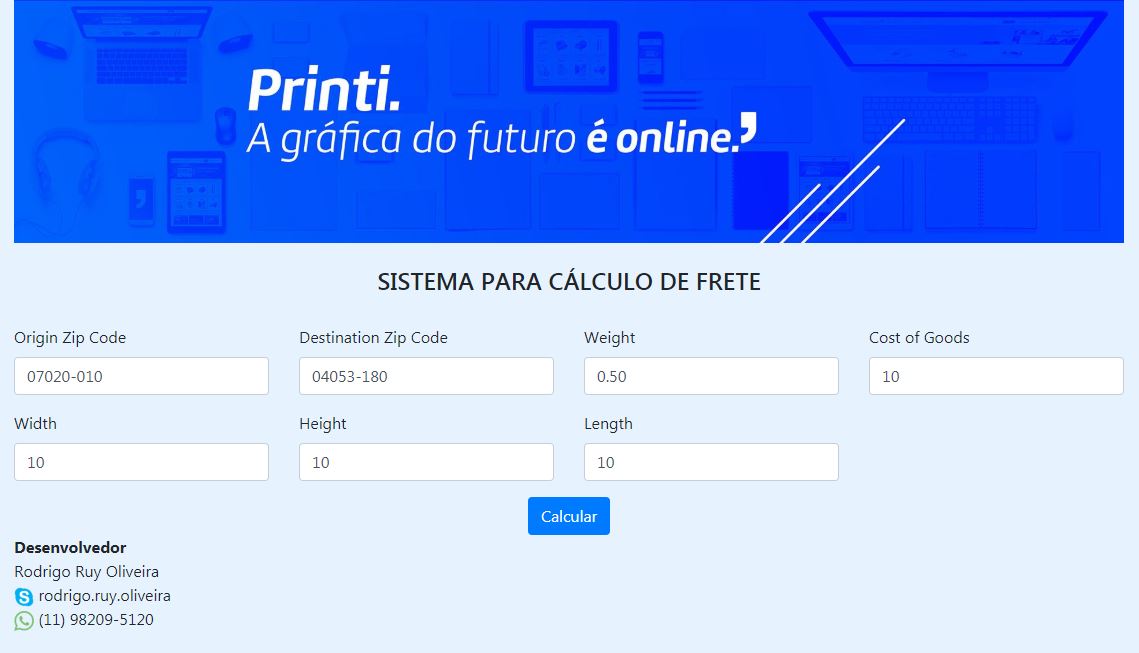 Printi.
A gráfica do futuro é online.
SISTEMA PARA CÁLCULO DE FRETE
Origin Zip Code
Destination Zip Code
Weight
Cost of Goods
07020-010
04053-180
0.50
10
Width
Height
Length
10
10
10
Calcular
Desenvolvedor
Rodrigo Ruy Oliveira
rodrigo.ruy.oliveira
(11) 98209-5120